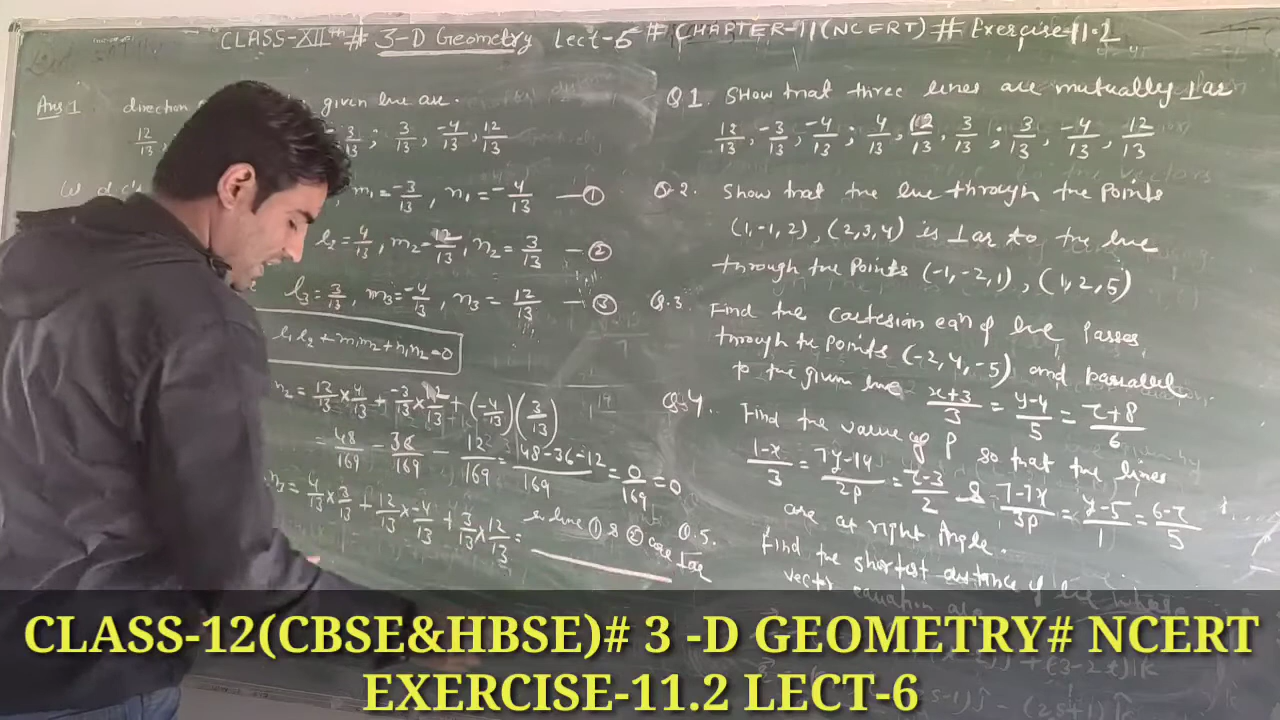 CLASS-XIIth # 3-D Geometry Lect-5 # CHAPTER-11(NCERT) # Exercise-11.2
Ans 1. direction given line are.
12/13, -3/13; 3/13, -4/13, 12/13
m₁ = -3/13, n₁ = -4/13 — ①
l₂ = 4/13, m₂ = 12/13, n₂ = 3/13 — ②
l₃ = 3/13, m₃ = -4/13, n₃ = 12/13 — ③
l₁l₂ + m₁m₂ + n₁n₂ = 0
n₂ = 12/13 × 4/13 + -3/13 × 12/13 + (-4/13)(3/13)
= 48/169 - 36/169 - 12/169 = 48-36-12/169 = 0/169 = 0
n₃ = 4/13 × 3/13 + 12/13 × -4/13 + 3/13 × 12/13 =
line ① & ② are ⊥ar
Q1. Show that three lines are mutually ⊥ar
12/13, -3/13, -4/13; 4/13, 12/13, 3/13; 3/13, -4/13, 12/13
Q.2. Show that the line through the points
(1,-1,2), (2,3,4) is ⊥ar to the line
through the points (-1,-2,1), (1,2,5)
Q.3. Find the cartesian eqn of line Passes
through the points (-2,4,-5) and parrallel
to the given line x+3/3 = y-4/5 = z+8/6
Q.4. Find the value of P so that the lines
1-x/3 = 7y-14/2P = z-3/2 & 7-7x/3P = y-5/1 = 6-z/5
are at right Angle.
Q.5. Find the shortest distance of line whose
vector equation are
CLASS-12(CBSE&HBSE)# 3 -D GEOMETRY# NCERT
EXERCISE-11.2 LECT-6